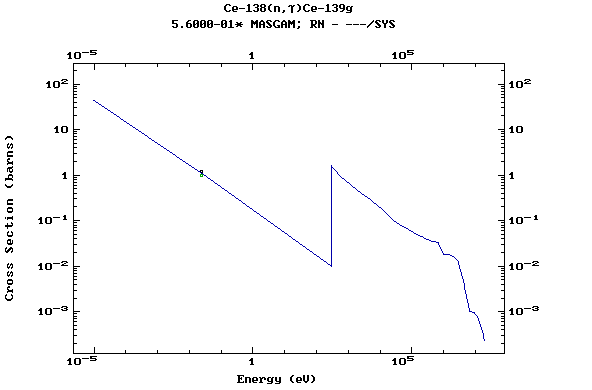 Ce-138(n,γ)Ce-139g
5.6000-01* MASGAM; RN - ---/SYS
10⁻⁵ 1 10⁵
10² 10²
10 10
1 1
10⁻¹ 10⁻¹
10⁻² 10⁻²
10⁻³ 10⁻³
Cross Section (barns)
10⁻⁵ 1 10⁵
Energy (eV)